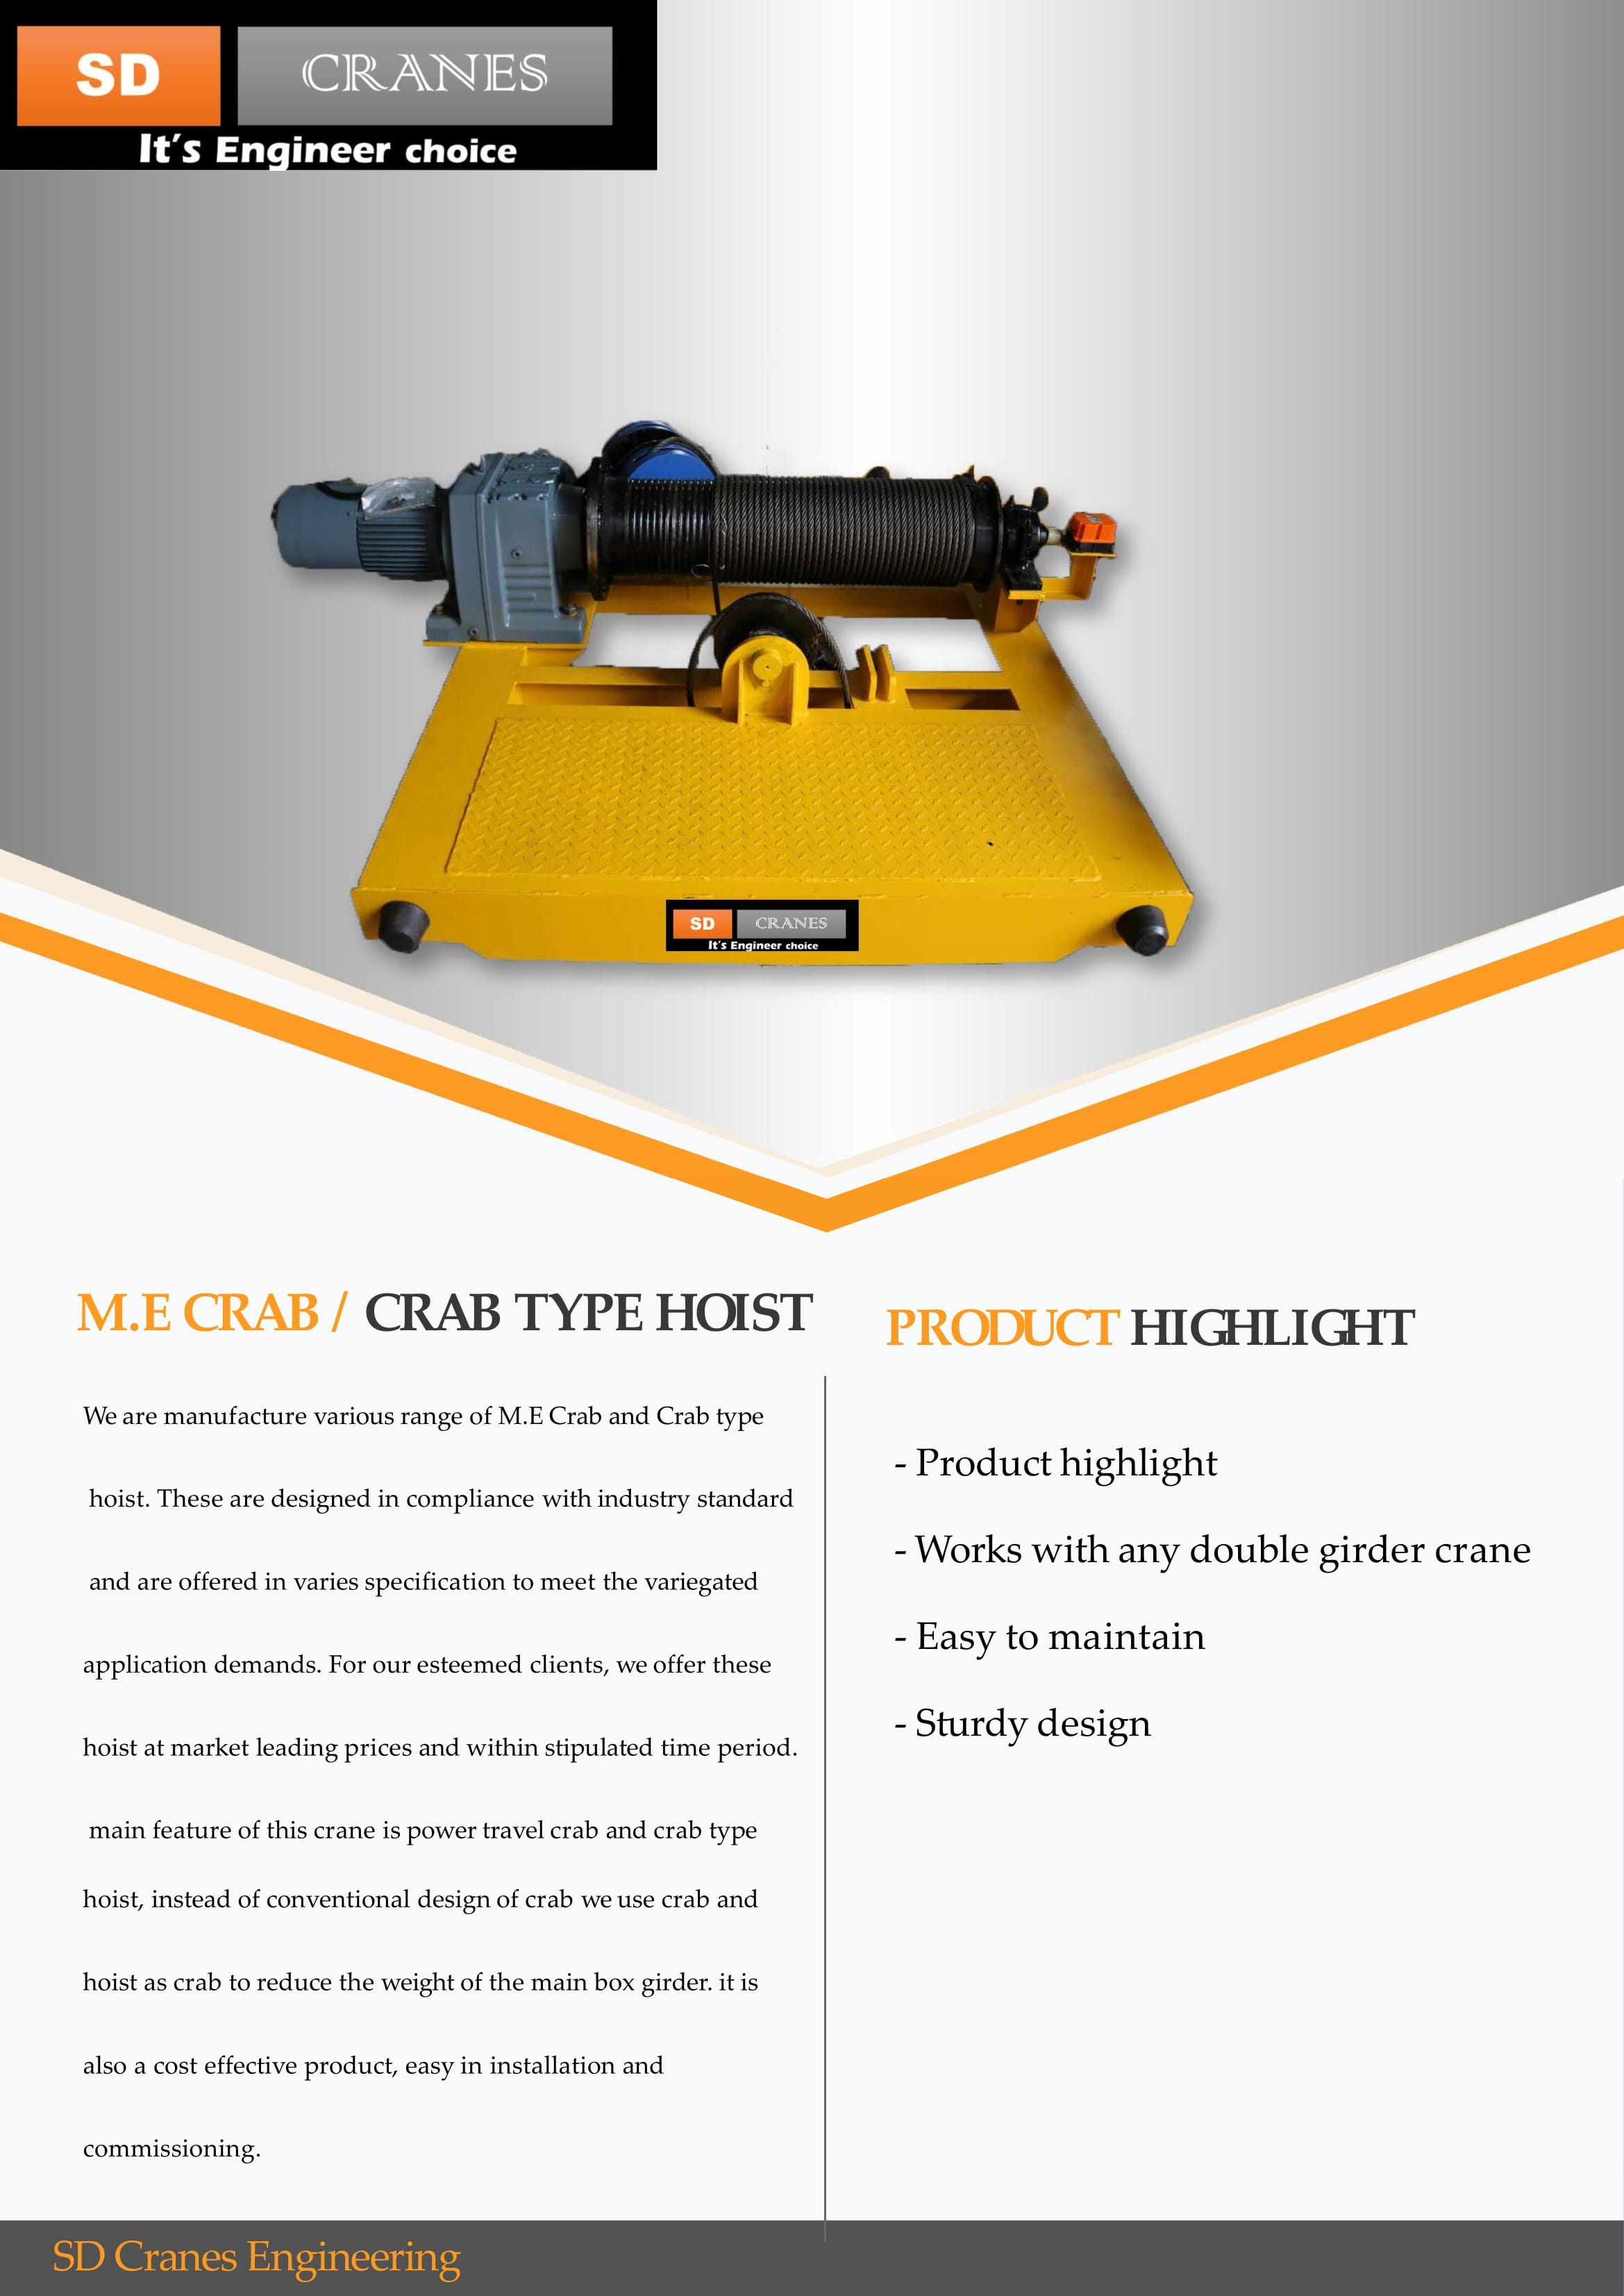 SD CRANES
It's Engineer choice
SD CRANES
It's Engineer choice
M.E CRAB / CRAB TYPE HOIST
We are manufacture various range of M.E Crab and Crab type
hoist. These are designed in compliance with industry standard
and are offered in varies specification to meet the variegated
application demands. For our esteemed clients, we offer these
hoist at market leading prices and within stipulated time period.
main feature of this crane is power travel crab and crab type
hoist, instead of conventional design of crab we use crab and
hoist as crab to reduce the weight of the main box girder. it is
also a cost effective product, easy in installation and
commissioning.
PRODUCT HIGHLIGHT
- Product highlight
- Works with any double girder crane
- Easy to maintain
- Sturdy design
SD Cranes Engineering